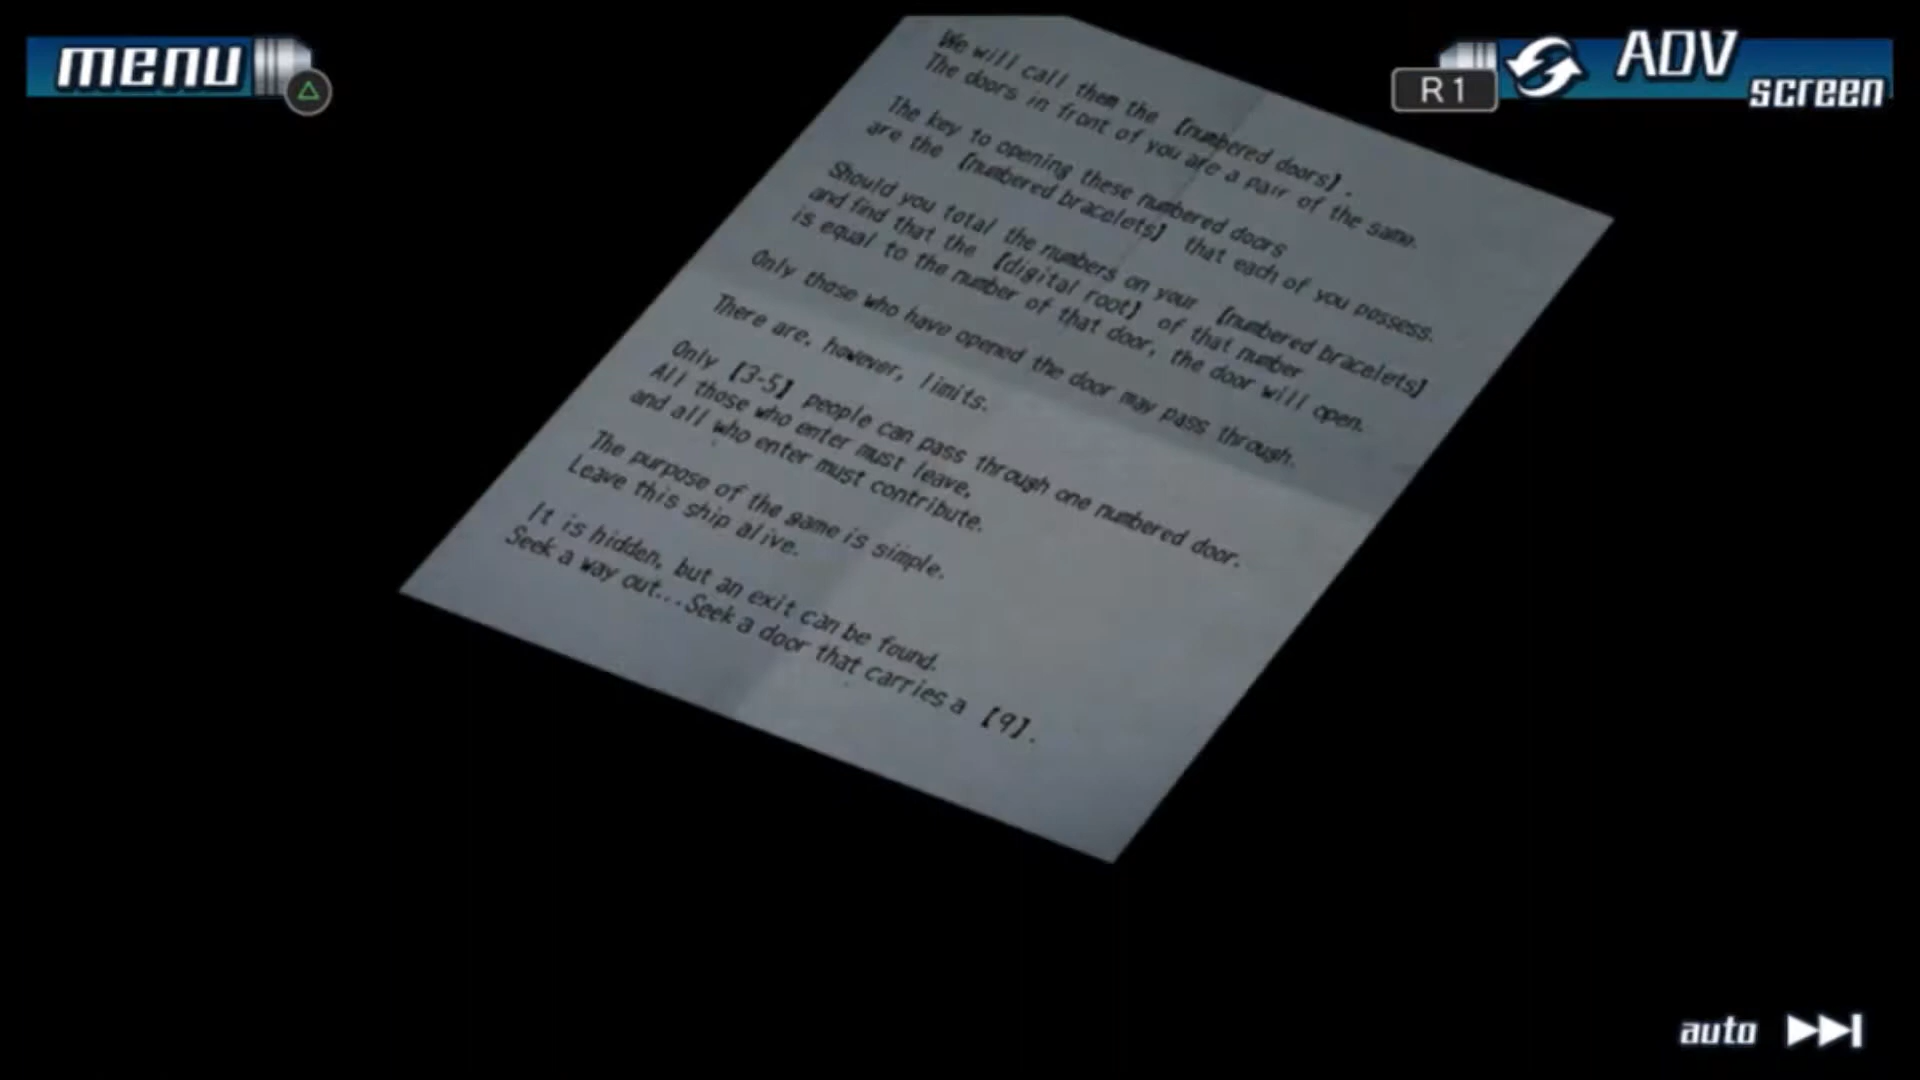 menu
R1
ADV
screen
We will call them the 【numbered doors】.
The doors in front of you are a pair of the same.
The key to opening these numbered doors
are the 【numbered bracelets】 that each of you possess.
Should you total the numbers on your 【numbered bracelets】
and find that the 【digital root】 of that number
is equal to the number of that door, the door will open.
Only those who have opened the door may pass through.
There are, however, limits.
Only 【3-5】 people can pass through one numbered door.
All those who enter must leave,
and all who enter must contribute.
The purpose of the game is simple.
Leave this ship alive.
It is hidden, but an exit can be found.
Seek a way out...Seek a door that carries a 【9】.
auto